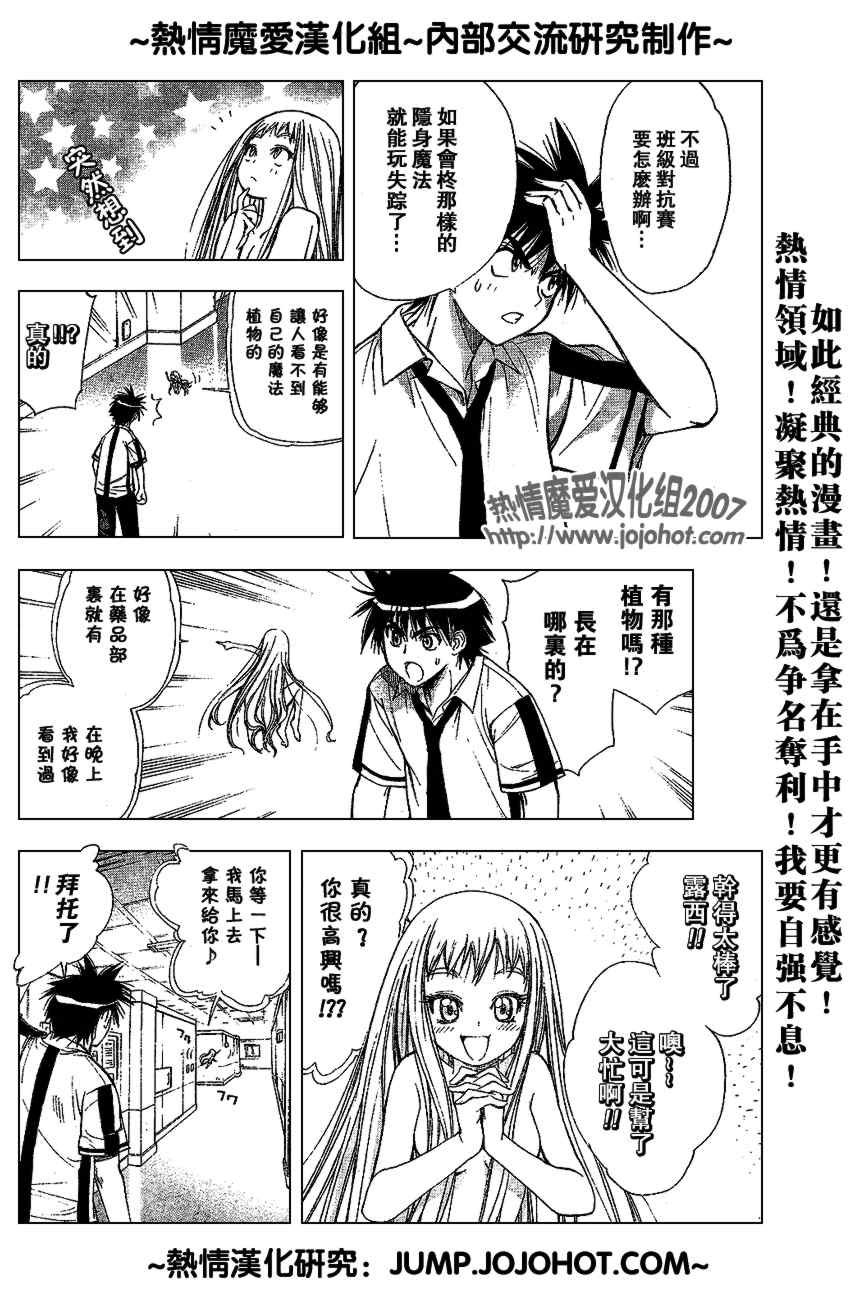 ~熱情魔愛漢化組~內部交流研究制作~
不過
班級對抗賽
要怎麽辦啊…
如果會柊那樣的
隱身魔法
就能玩失踪了…
突然想到
好像是有能够
讓人看不到
自己的魔法
植物的
!!?
真的
熱情魔爱汉化组2007
http://www.jojohot.com
有那種
植物嗎!?
長在
哪裏的?
好像
在藥品部
裏就有
在晚上
我好像
看到過
幹得太棒了
露西!!
噢~~
這可是幫了
大忙啊!!
真的?
你很高興嗎!??
你等一下—
我馬上去
拿來給你♪
拜托了
!!
フワ
フワ
如此經典的漫畫!還是拿在手中才更有感覺!
熱情領域!凝聚熱情!不爲争名奪利!我要自强不息!
~熱情漢化研究：JUMP.JOJOHOT.COM~